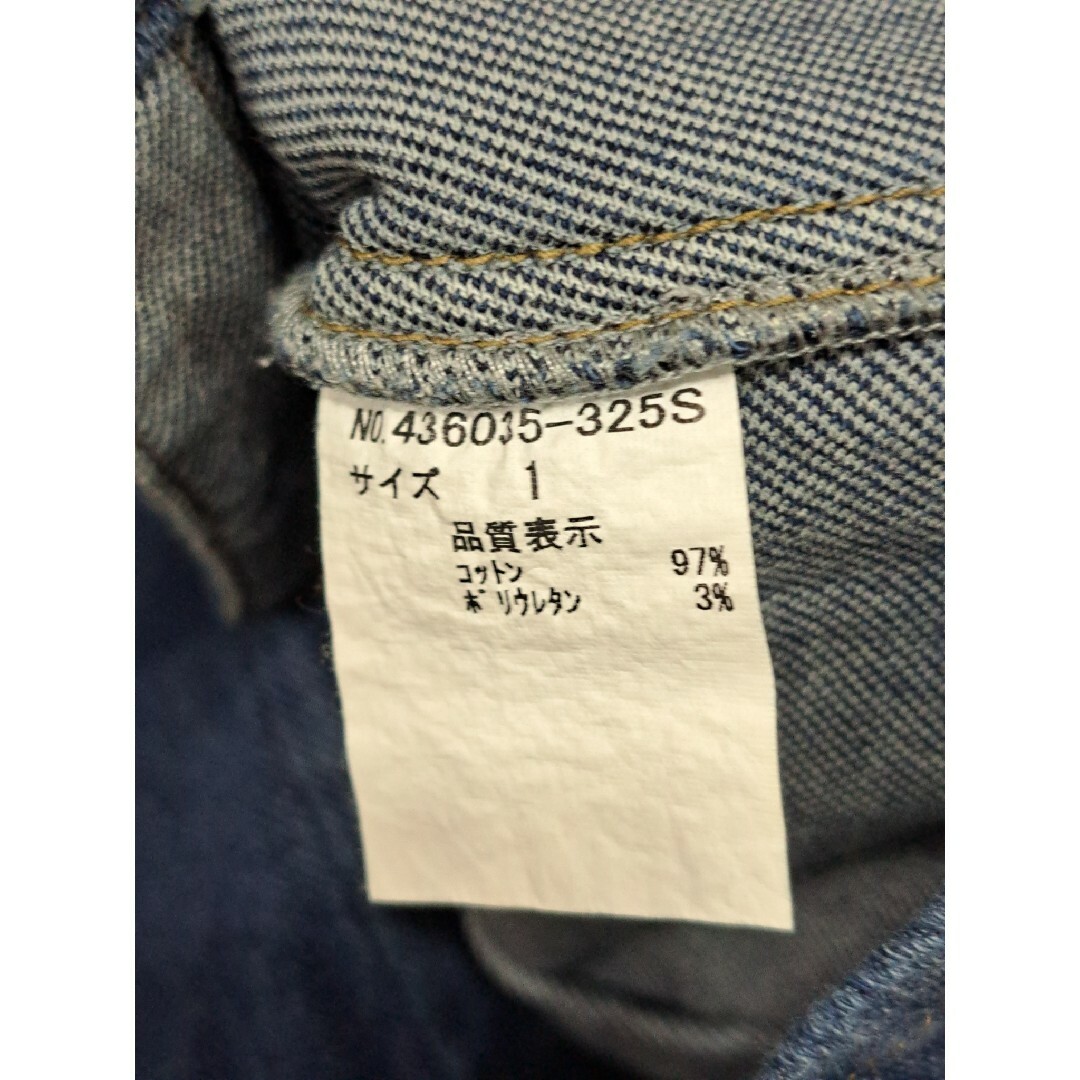 NO.436035-325S
サイズ 1
品質表示
コットン 97%
ポリウレタン 3%